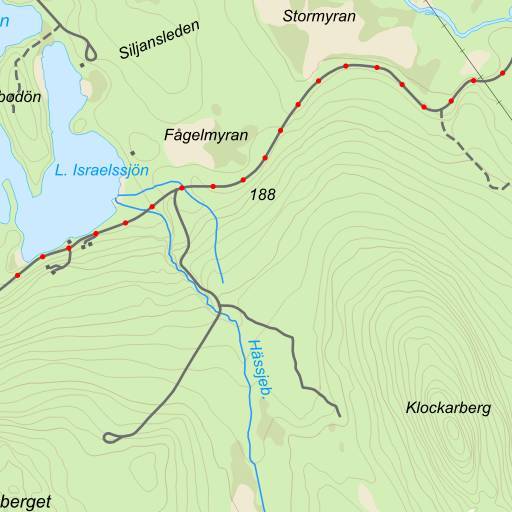 Stormyran
n
Siljansleden
bodön
Fågelmyran
L. Israelssjön
188
Hässjeb.
Klockarberg
berget